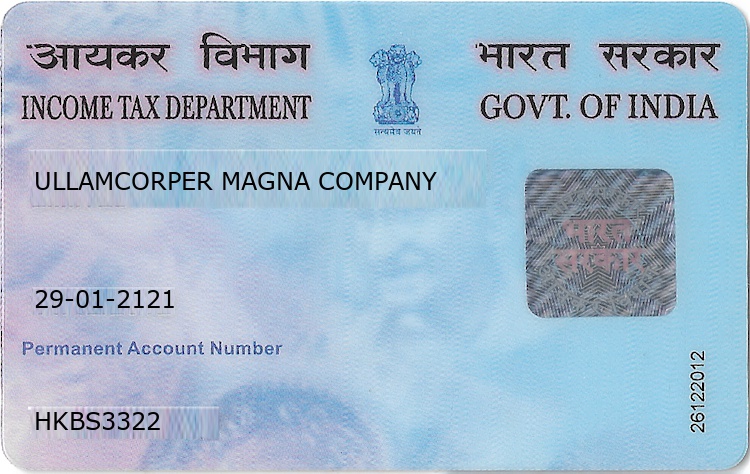 आयकर विभाग
भारत सरकार
INCOME TAX DEPARTMENT
GOVT. OF INDIA
सत्यमेव जयते
ULLAMCORPER MAGNA COMPANY
भारत
सरकार
29-01-2121
Permanent Account Number
HKBS3322
26122012